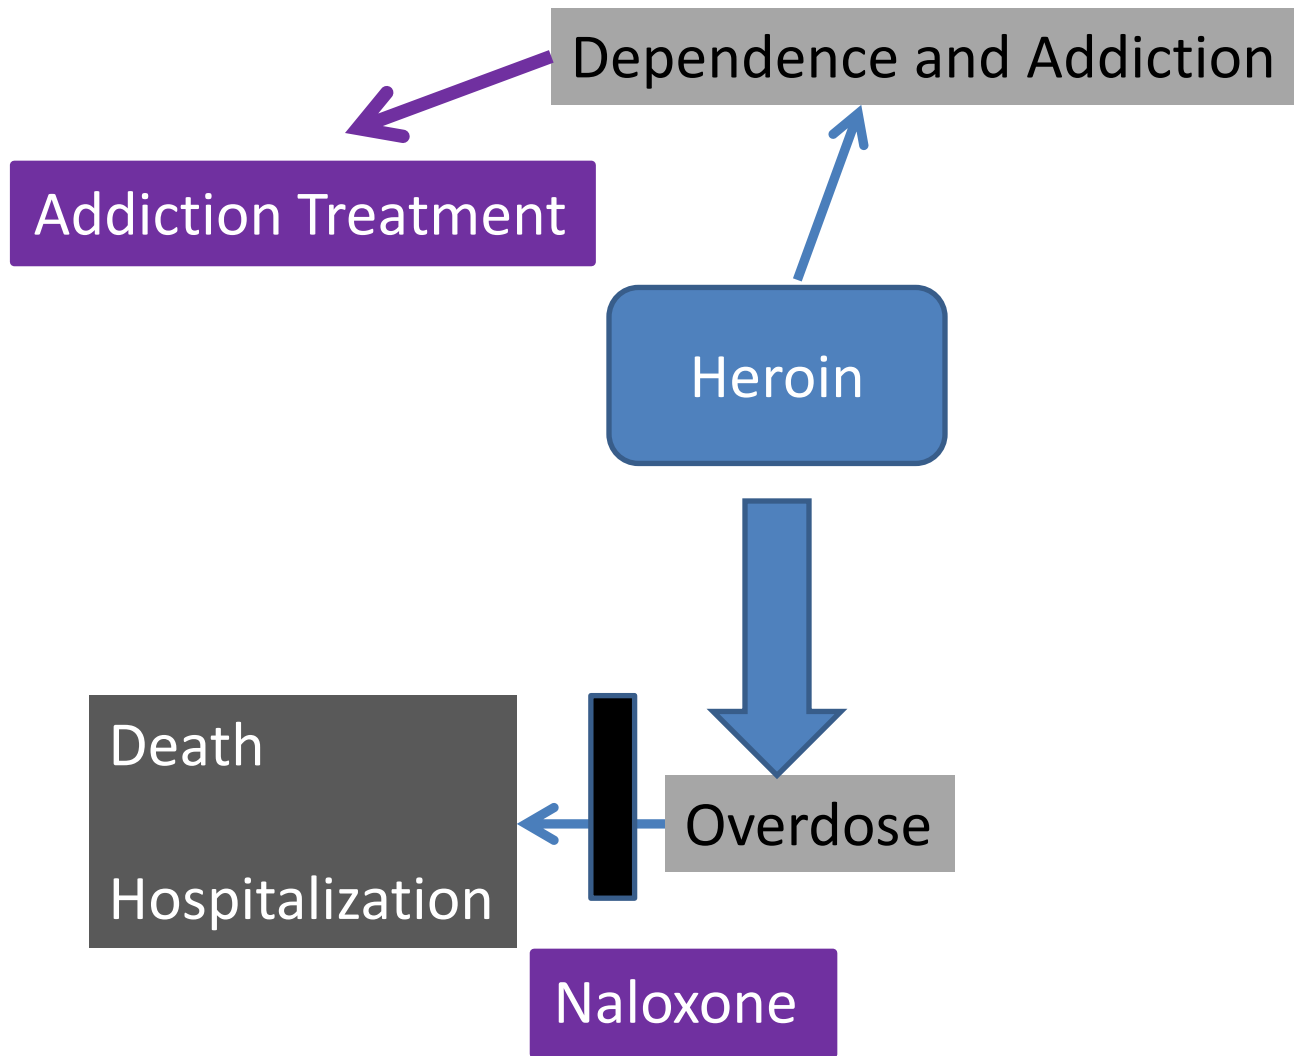 Dependence and Addiction
Addiction Treatment
Heroin
Death
Overdose
Hospitalization
Naloxone